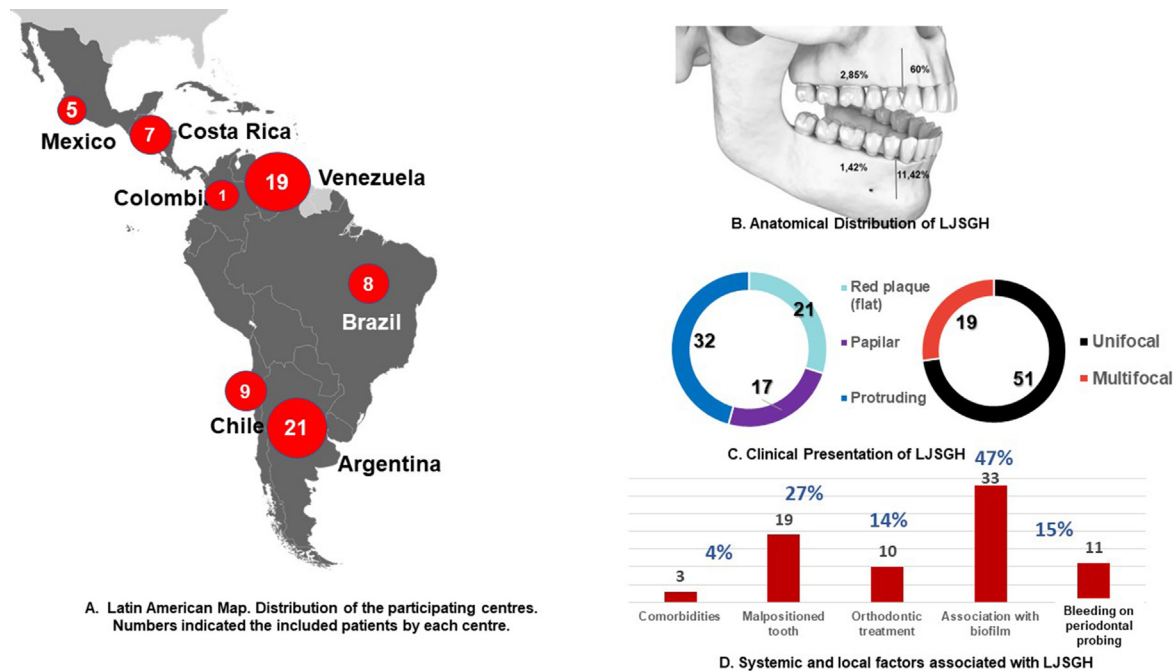 5
Mexico
7
Costa Rica
Colombi
1
19
Venezuela
8
Brazil
9
Chile
21
Argentina
A. Latin American Map. Distribution of the participating centres.
Numbers indicated the included patients by each centre.
2,85%
60%
1,42%
11,42%
B. Anatomical Distribution of LJSGH
32
21
17
Red plaque
(flat)
Papilar
Protruding
19
51
Unifocal
Multifocal
C. Clinical Presentation of LJSGH
4%
27%
14%
47%
15%
3
19
10
33
11
Comorbidities
Malpositioned
tooth
Orthodontic
treatment
Association with
biofilm
Bleeding on
periodontal
probing
D. Systemic and local factors associated with LJSGH